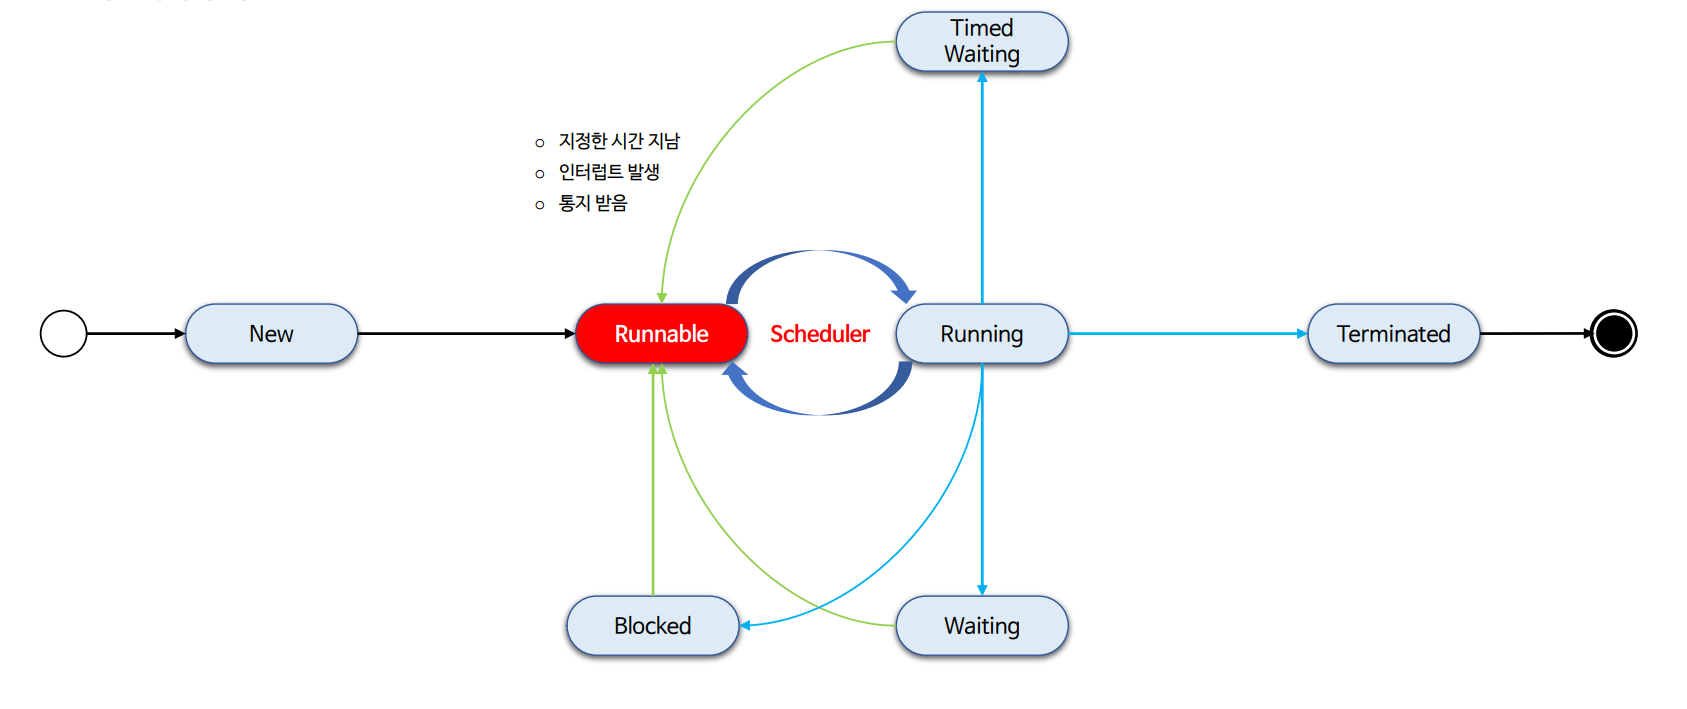 Timed
Waiting
지정한 시간 지남
인터럽트 발생
통지 받음
New
Runnable
Scheduler
Running
Terminated
Blocked
Waiting